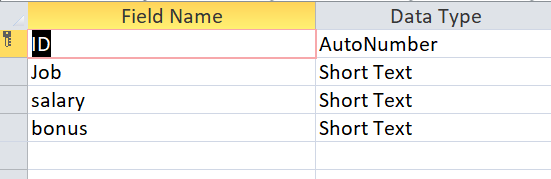 Field Name Data Type
ID AutoNumber
Job Short Text
salary Short Text
bonus Short Text